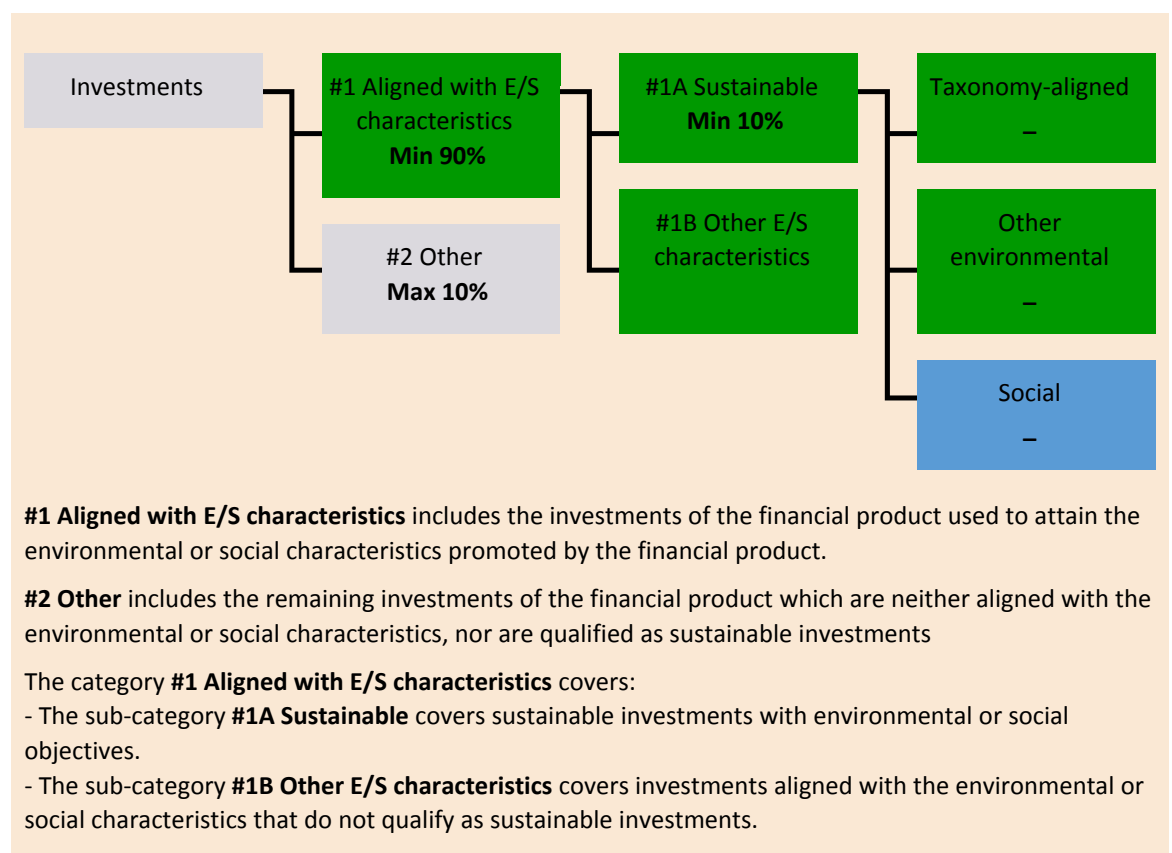 Investments
#1 Aligned with E/S
characteristics
Min 90%
#2 Other
Max 10%
#1A Sustainable
Min 10%
#1B Other E/S
characteristics
Taxonomy-aligned
–
Other
environmental
–
Social
–
#1 Aligned with E/S characteristics includes the investments of the financial product used to attain the
environmental or social characteristics promoted by the financial product.
#2 Other includes the remaining investments of the financial product which are neither aligned with the
environmental or social characteristics, nor are qualified as sustainable investments
The category #1 Aligned with E/S characteristics covers:
- The sub-category #1A Sustainable covers sustainable investments with environmental or social
objectives.
- The sub-category #1B Other E/S characteristics covers investments aligned with the environmental or
social characteristics that do not qualify as sustainable investments.